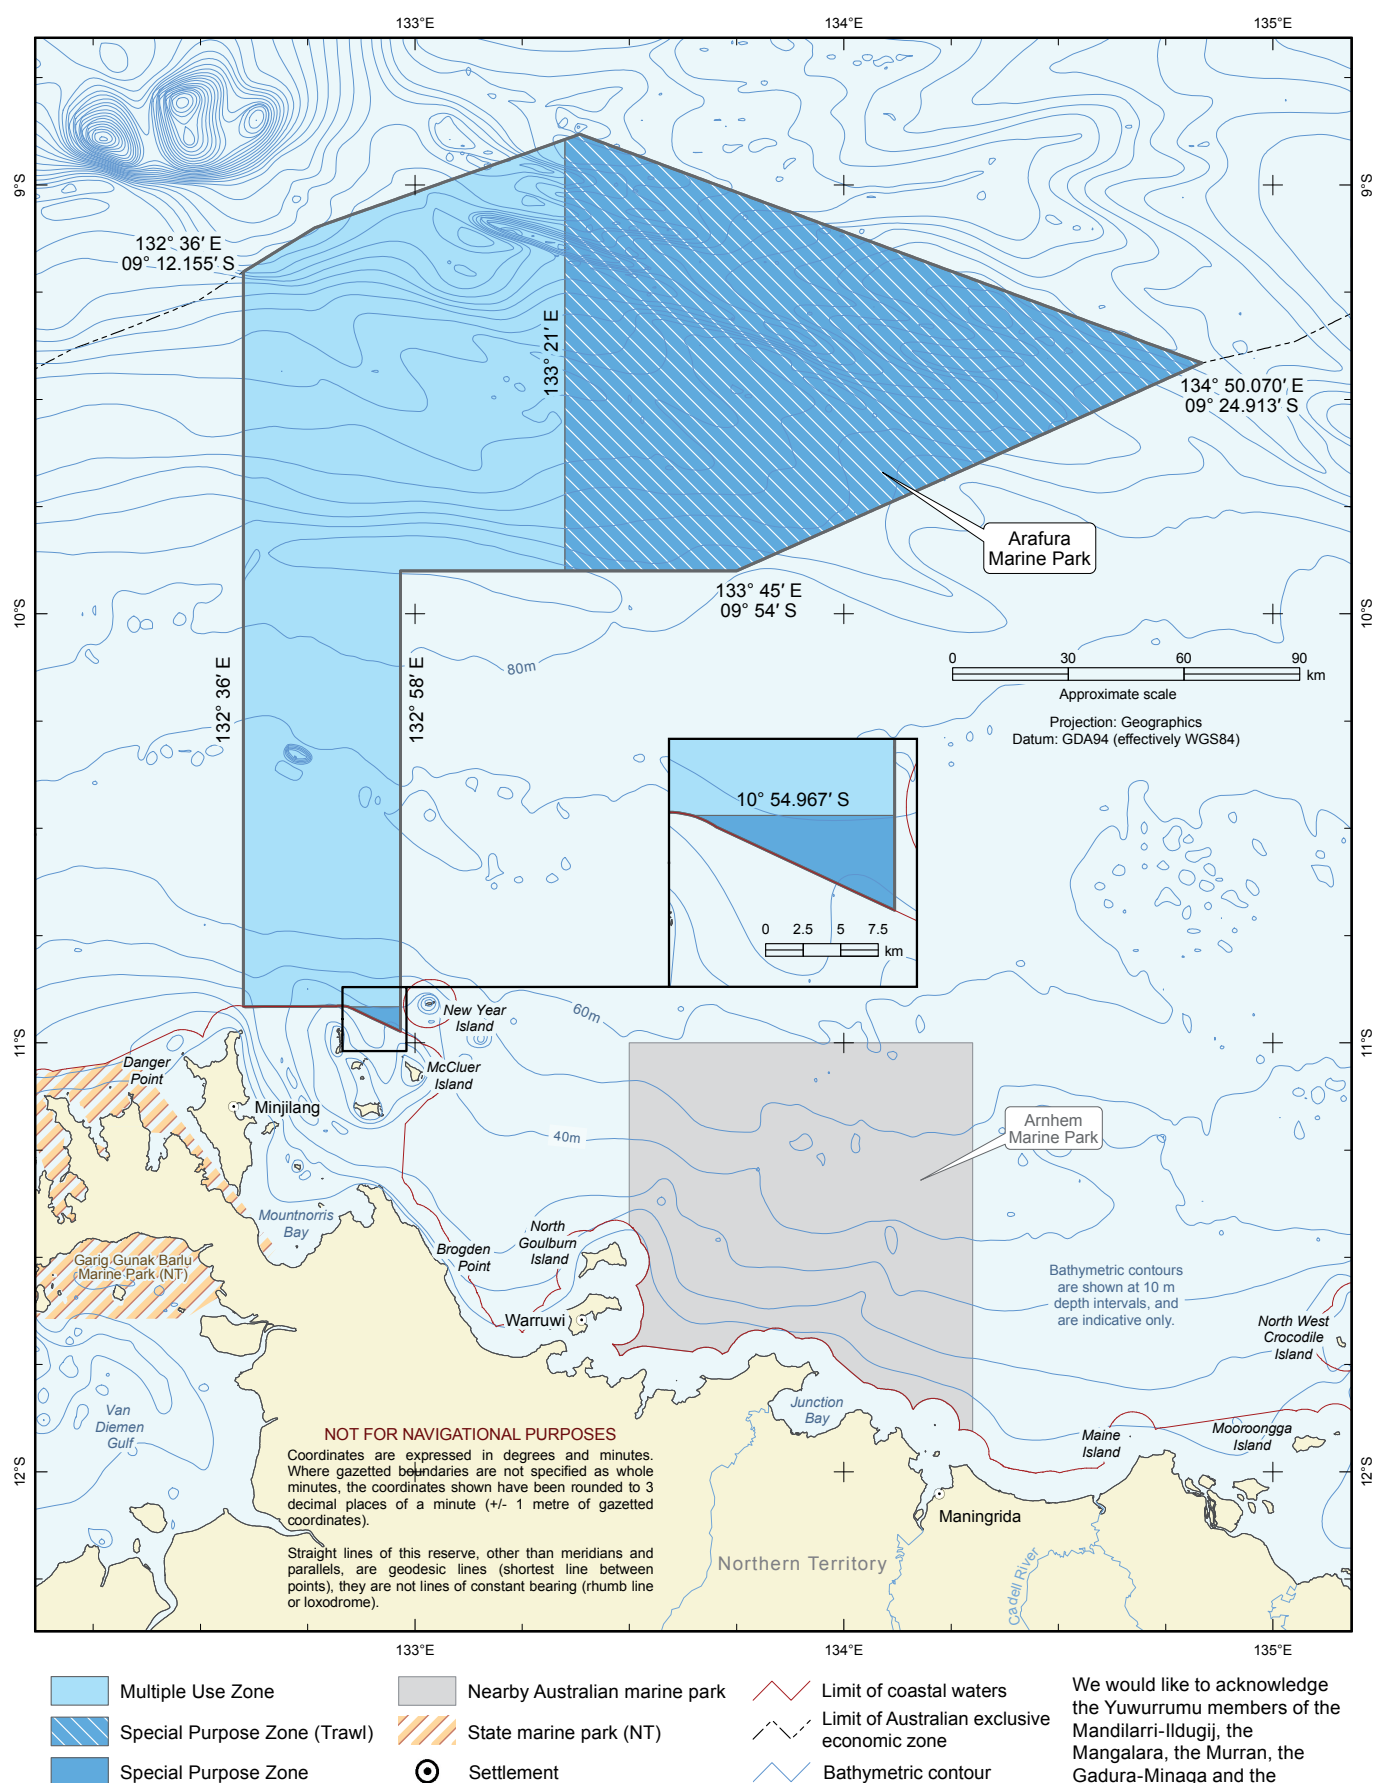 133°E
134°E
135°E
9°S
9°S
132° 36′ E
09° 12.155′ S
133° 21′ E
134° 50.070′ E
09° 24.913′ S
Arafura
Marine Park
133° 45′ E
09° 54′ S
10°S
10°S
132° 36′ E
132° 58′ E
80m
0 30 60 90
km
Approximate scale
Projection: Geographics
Datum: GDA94 (effectively WGS84)
10° 54.967′ S
0 2.5 5 7.5
km
New Year
Island
60m
11°S
11°S
Danger
Point
McCluer
Island
Minjilang
40m
Arnhem
Marine Park
Mountnorris
Bay
North
Goulburn
Island
Brogden
Point
Garig Gunak Barlu
Marine Park (NT)
Bathymetric contours
are shown at 10 m
depth intervals, and
are indicative only.
Warruwi
North West
Crocodile
Island
Van
Diemen
Gulf
Junction
Bay
Maine
Island
Mooroongga
Island
12°S
12°S
NOT FOR NAVIGATIONAL PURPOSES
Coordinates are expressed in degrees and minutes.
Where gazetted boundaries are not specified as whole
minutes, the coordinates shown have been rounded to 3
decimal places of a minute (+/- 1 metre of gazetted
coordinates).
Straight lines of this reserve, other than meridians and
parallels, are geodesic lines (shortest line between
points), they are not lines of constant bearing (rhumb line
or loxodrome).
Maningrida
Northern Territory
Cadell River
133°E
134°E
135°E
Multiple Use Zone
Special Purpose Zone (Trawl)
Special Purpose Zone
Nearby Australian marine park
State marine park (NT)
Settlement
Limit of coastal waters
Limit of Australian exclusive
economic zone
Bathymetric contour
We would like to acknowledge
the Yuwurrumu members of the
Mandilarri-Ildugij, the
Mangalara, the Murran, the
Gadura-Minaga and the